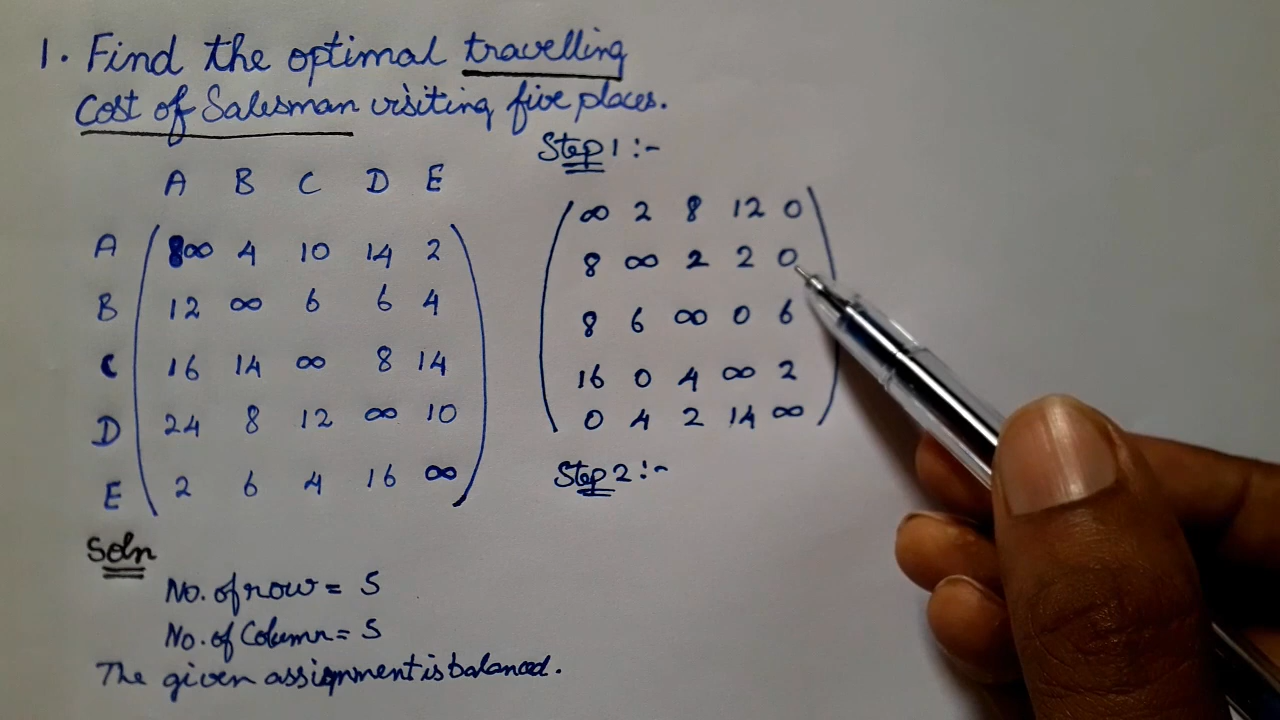 1. Find the optimal travelling
Cost of Salesman visiting five places.
A B C D E
A ∞ 4 10 14 2
B 12 ∞ 6 6 4
C 16 14 ∞ 8 14
D 24 8 12 ∞ 10
E 2 6 4 16 ∞
Soln
No. of row = 5
No. of Column = 5
The given assignment is balanced.
Step 1 :-
∞ 2 8 12 0
8 ∞ 2 2 0
8 6 ∞ 0 6
16 0 4 ∞ 2
0 4 2 14 ∞
Step 2 :-